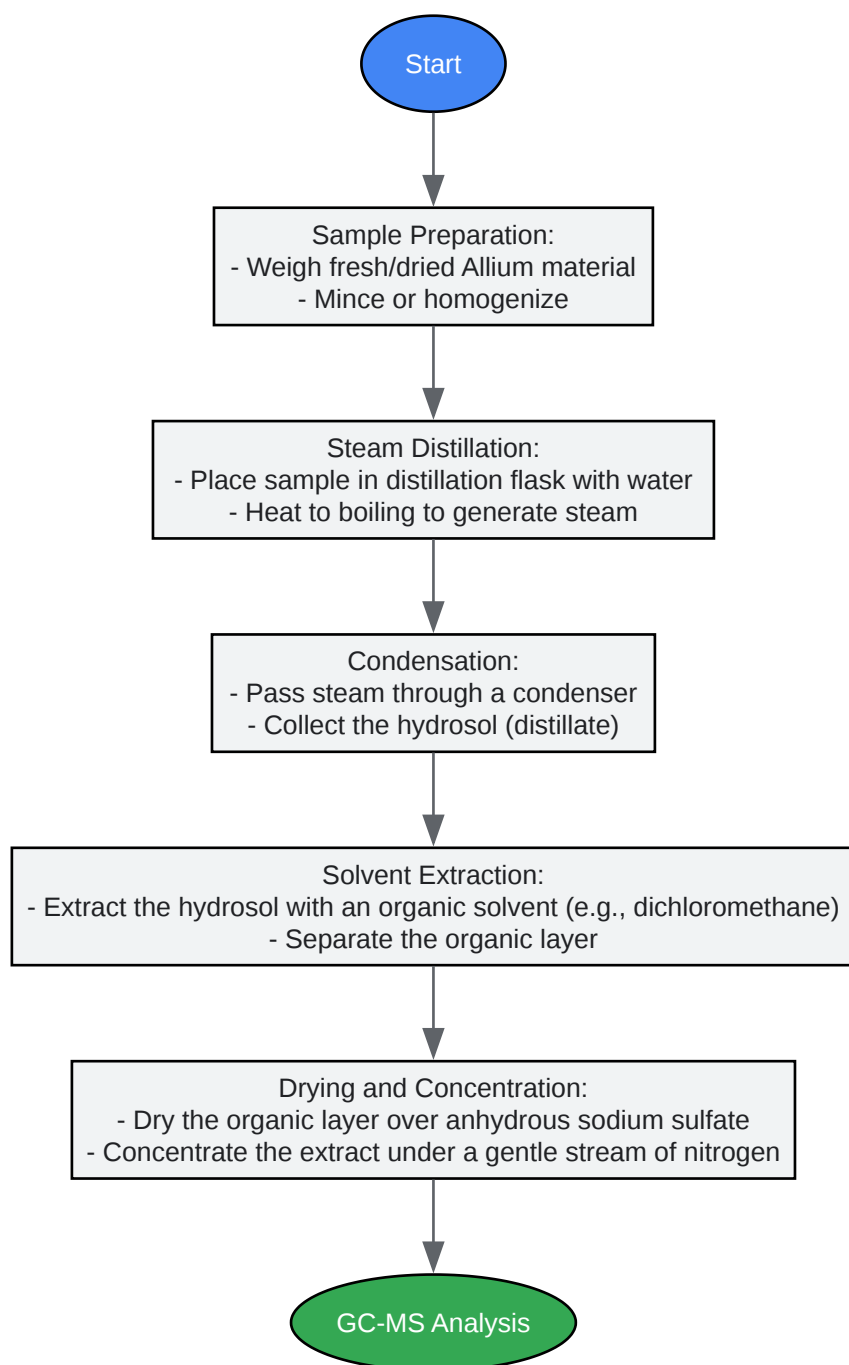 Start
Sample Preparation:
- Weigh fresh/dried Allium material
- Mince or homogenize
Steam Distillation:
- Place sample in distillation flask with water
- Heat to boiling to generate steam
Condensation:
- Pass steam through a condenser
- Collect the hydrosol (distillate)
Solvent Extraction:
- Extract the hydrosol with an organic solvent (e.g., dichloromethane)
- Separate the organic layer
Drying and Concentration:
- Dry the organic layer over anhydrous sodium sulfate
- Concentrate the extract under a gentle stream of nitrogen
GC-MS Analysis